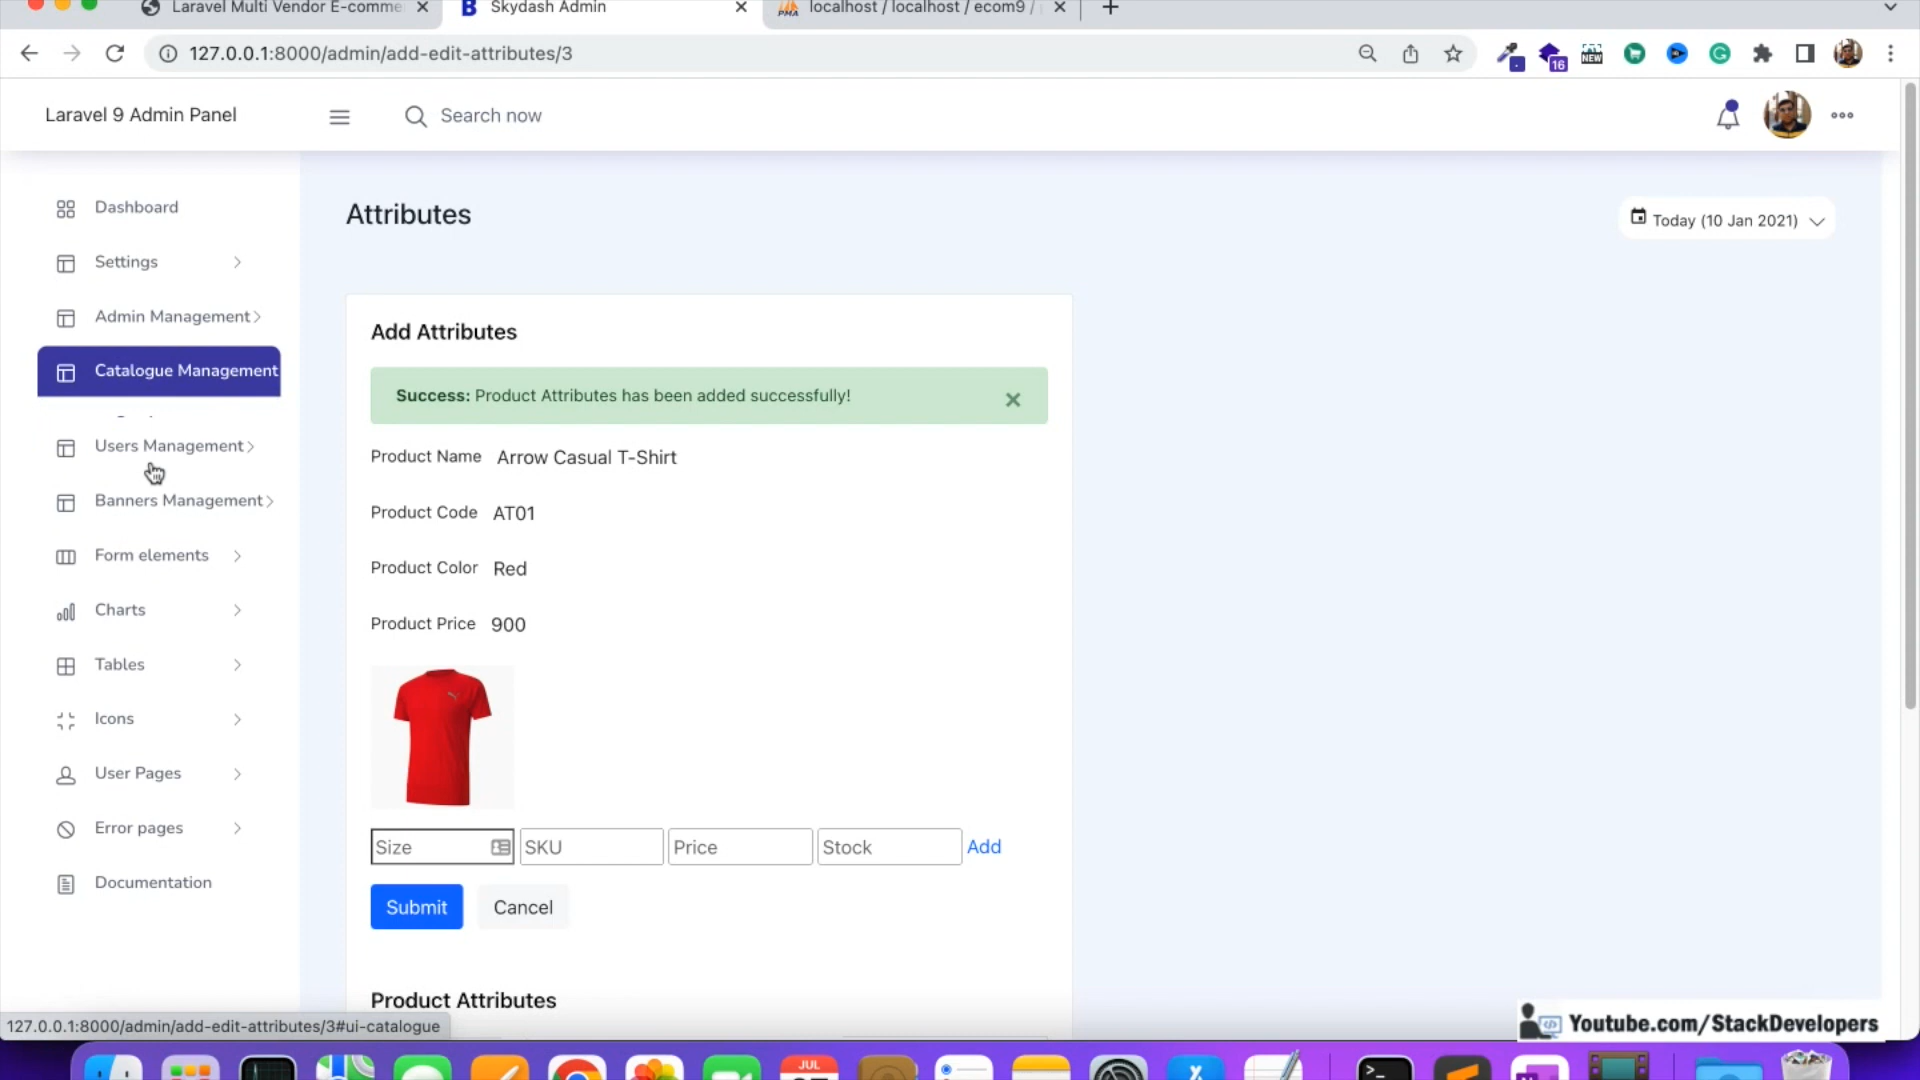 Laravel Multi Vendor E-comme
Skydash Admin
localhost / localhost / ecom9 /
127.0.0.1:8000/admin/add-edit-attributes/3
16
NEW
Laravel 9 Admin Panel
Search now
Dashboard
Settings
Admin Management
Catalogue Management
Users Management
Banners Management
Form elements
Charts
Tables
Icons
User Pages
Error pages
Documentation
Attributes
Today (10 Jan 2021)
Add Attributes
Success: Product Attributes has been added successfully!
Product Name Arrow Casual T-Shirt
Product Code AT01
Product Color Red
Product Price 900
Size SKU Price Stock Add
Submit Cancel
Product Attributes
127.0.0.1:8000/admin/add-edit-attributes/3#ui-catalogue
Youtube.com/StackDevelopers
JUL